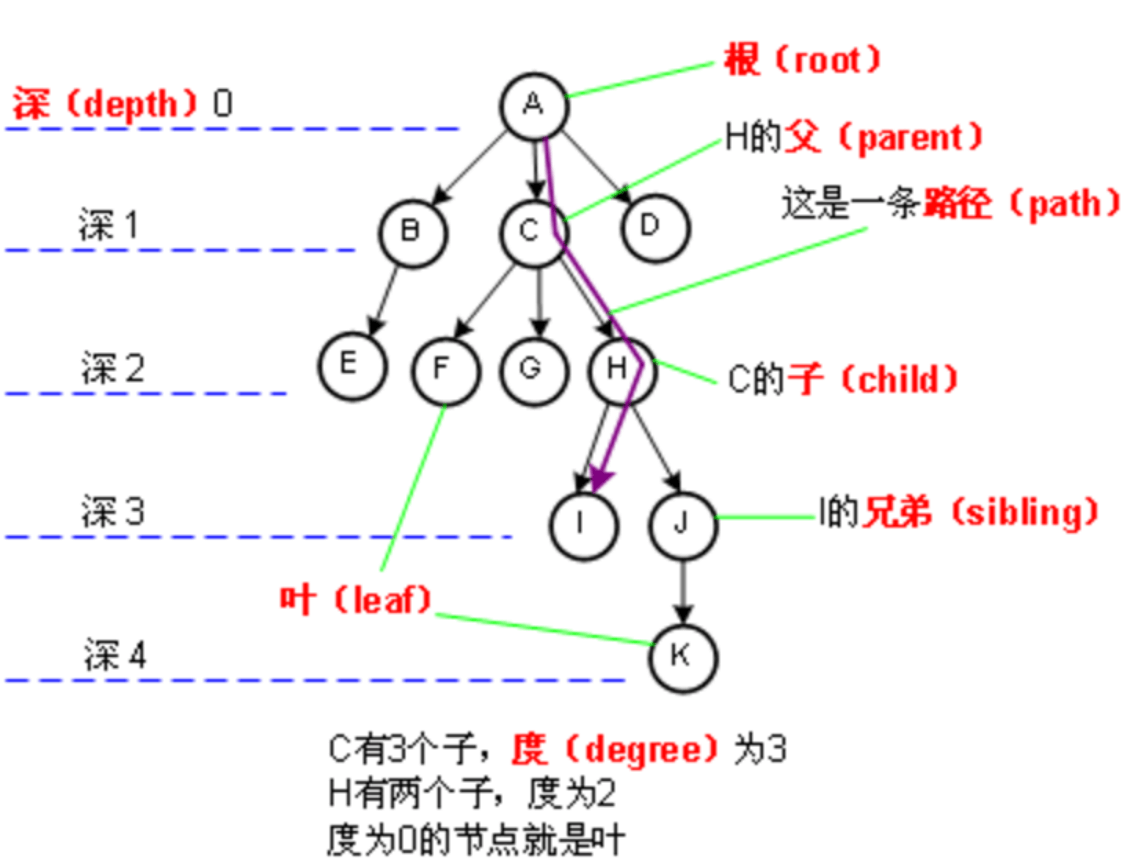 根（root）
深（depth）0
A
H的父（parent）
这是一条路径（path）
深1
B
C
D
深2
E
F
G
H
C的子（child）
深3
I
J
I的兄弟（sibling）
叶（leaf）
深4
K
C有3个子，度（degree）为3
H有两个子，度为2
度为0的节点就是叶